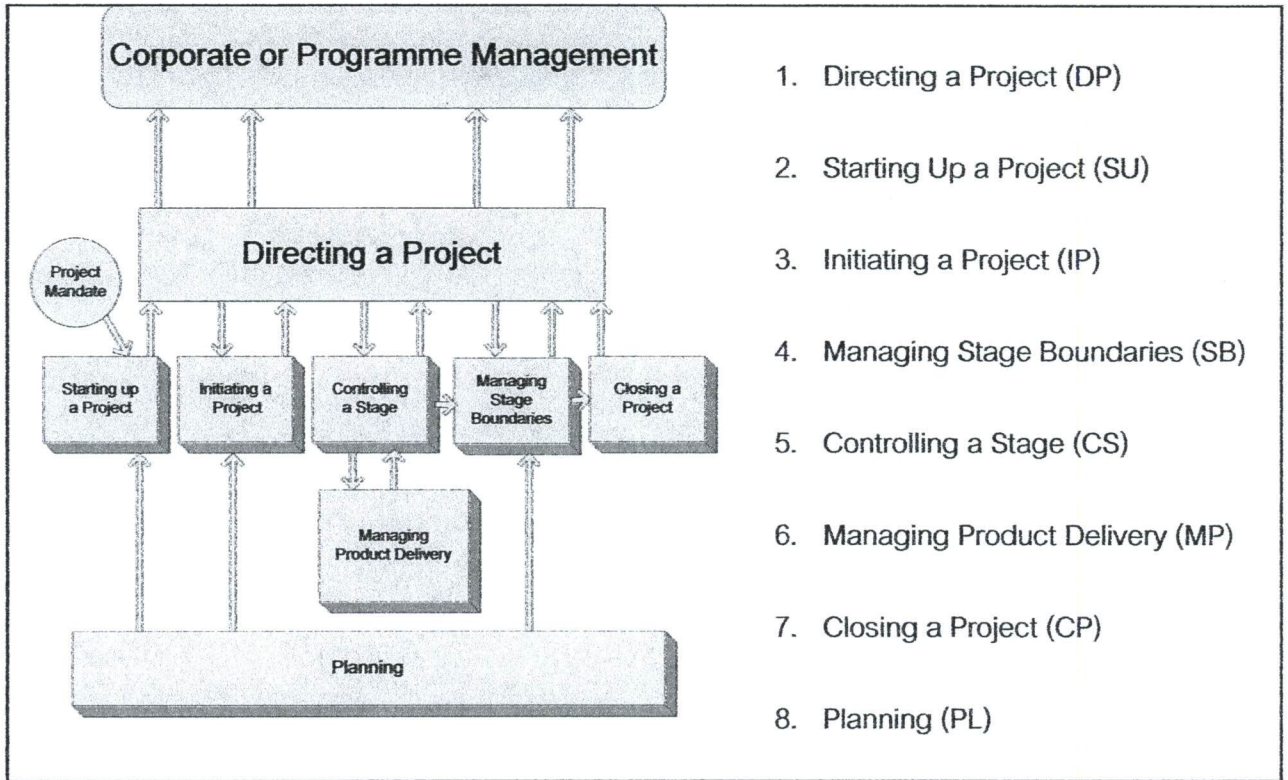 Corporate or Programme Management
Directing a Project
Project
Mandate
Starting up
a Project
Initiating a
Project
Controlling
a Stage
Managing
Stage
Boundaries
Closing a
Project
Managing
Product Delivery
Planning
1. Directing a Project (DP)
2. Starting Up a Project (SU)
3. Initiating a Project (IP)
4. Managing Stage Boundaries (SB)
5. Controlling a Stage (CS)
6. Managing Product Delivery (MP)
7. Closing a Project (CP)
8. Planning (PL)